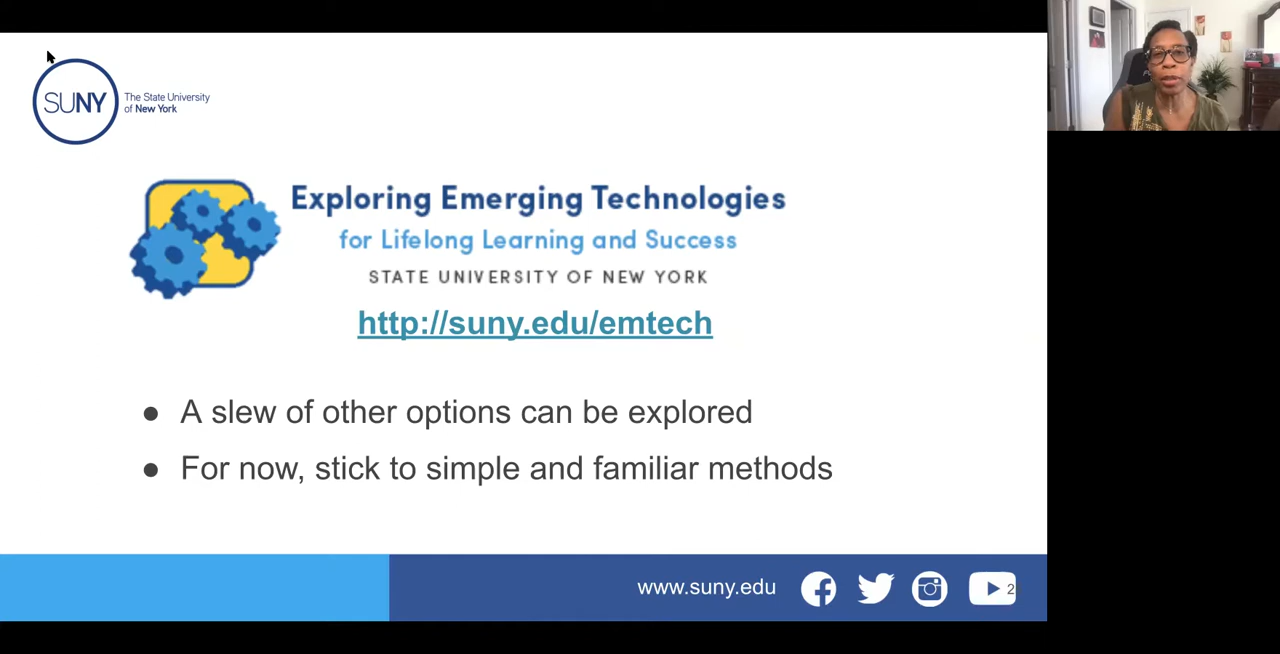 SUNY
The State University
of New York
Exploring Emerging Technologies
for Lifelong Learning and Success
STATE UNIVERSITY OF NEW YORK
http://suny.edu/emtech
● A slew of other options can be explored
● For now, stick to simple and familiar methods
www.suny.edu
2